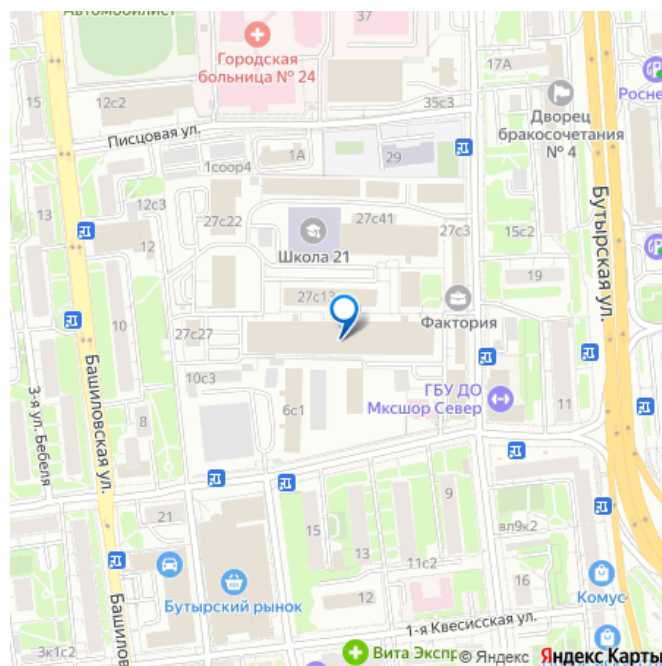 Автомобилист
37
Городская
больница № 24
17А
Роснe
15
12с2
35с3
Дворец
бракосочетания
№ 4
Писцовая ул.
1А
29
1соор4
Бутырская ул.
13
12с3
27с22
27с41
27с3
15с2
12
Школа 21
19
27с13
10
Фактория
27с27
Башиловская ул.
10с3
ГБУ ДО
Мксшор Север
3-я ул. Бебеля
8
6с1
11
9
21
15
вл9к2
13
11с2
16
Бутырский рынок
12
Комус
Башилов
1-я Квесисская ул.
3к1с2
Вита Экспр
© Яндекс
Яндекс Карты